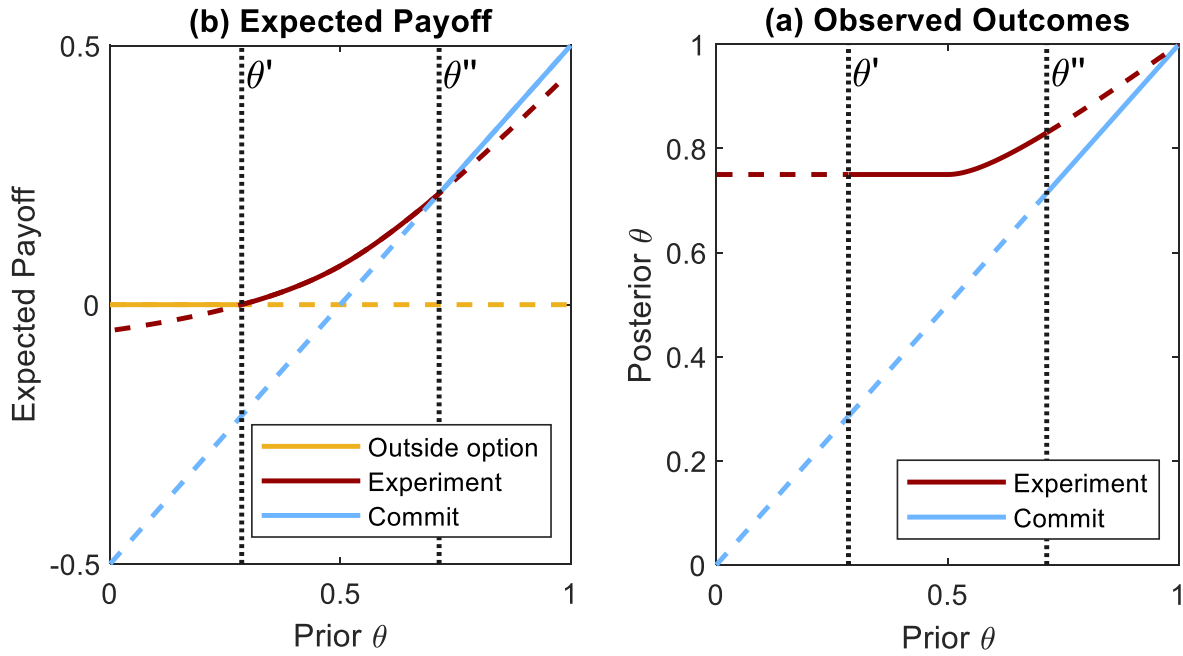 (b) Expected Payoff
0.5
0
-0.5
Expected Payoff
θ'
θ"
Outside option
Experiment
Commit
0
0.5
1
Prior θ
(a) Observed Outcomes
1
0.8
0.6
0.4
0.2
0
Posterior θ
θ'
θ"
Experiment
Commit
0
0.5
1
Prior θ